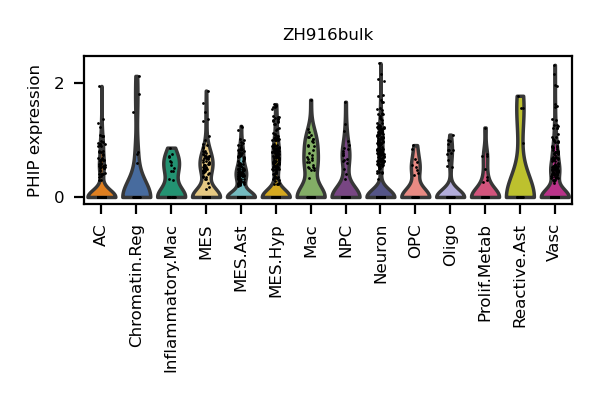 ZH916bulk
PHIP expression
2
0
AC
Chromatin.Reg
Inflammatory.Mac
MES
MES.Ast
MES.Hyp
Mac
NPC
Neuron
OPC
Oligo
Prolif.Metab
Reactive.Ast
Vasc